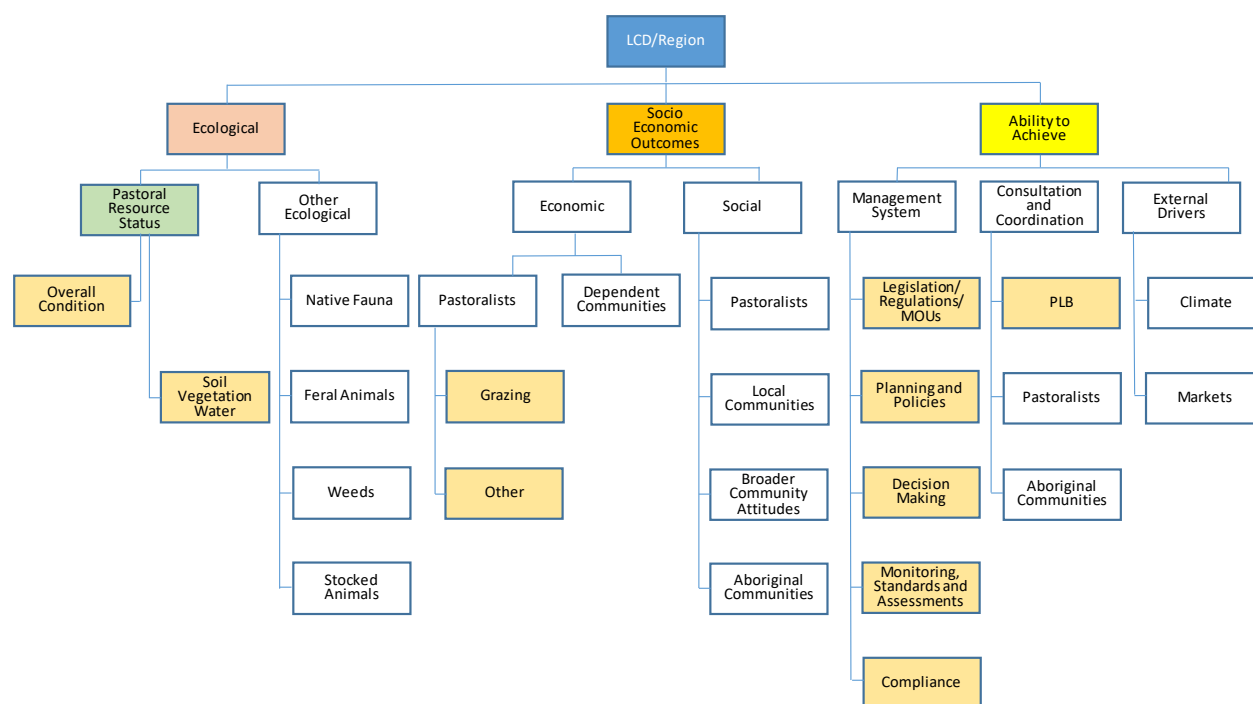 LCD/Region
Ecological
Socio
Economic
Outcomes
Ability to
Achieve
Pastoral
Resource
Status
Other
Ecological
Economic
Social
Management
System
Consultation
and
Coordination
External
Drivers
Overall
Condition
Native Fauna
Pastoralists
Dependent
Communities
Pastoralists
Legislation/
Regulations/
MOUs
PLB
Climate
Soil
Vegetation
Water
Feral Animals
Grazing
Local
Communities
Planning and
Policies
Pastoralists
Markets
Weeds
Other
Broader
Community
Attitudes
Decision
Making
Aboriginal
Communities
Stocked
Animals
Aboriginal
Communities
Monitoring,
Standards and
Assessments
Compliance